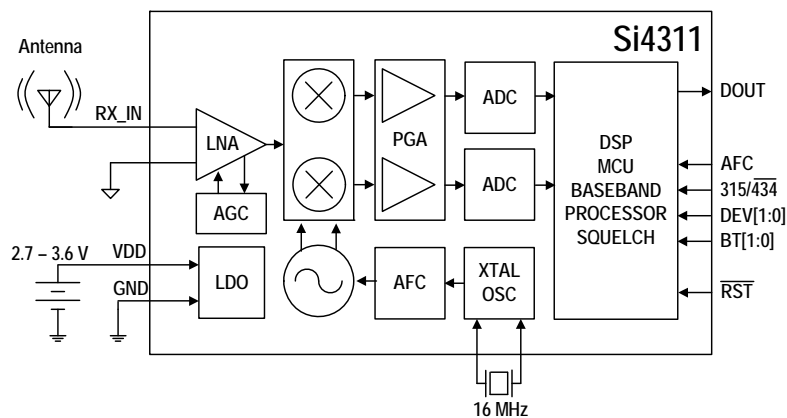 Si4311
Antenna
RX_IN
LNA
AGC
PGA
ADC
ADC
DSP
MCU
BASEBAND
PROCESSOR
SQUELCH
DOUT
AFC
315/434
DEV[1:0]
BT[1:0]
RST
2.7 – 3.6 V
VDD
GND
LDO
AFC
XTAL
OSC
16 MHz